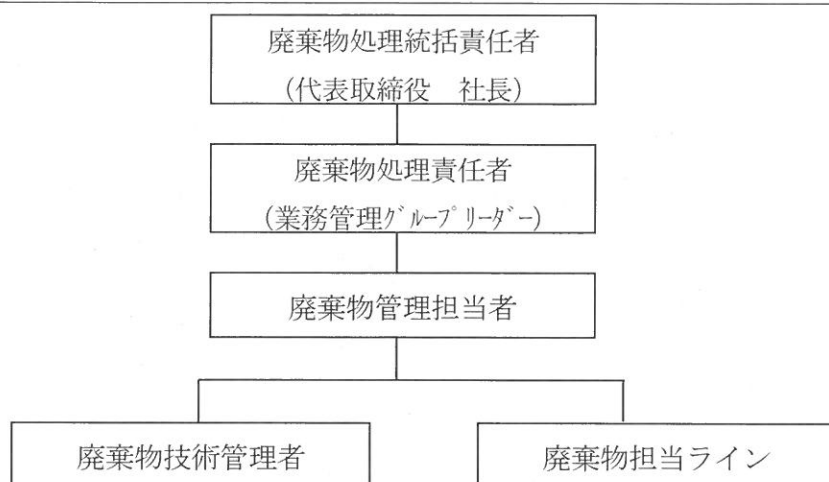 廃棄物処理統括責任者
(代表取締役　社長)
廃棄物処理責任者
(業務管理ｸﾞﾙｰﾌﾟﾘｰﾀﾞｰ)
廃棄物管理担当者
廃棄物技術管理者
廃棄物担当ライン